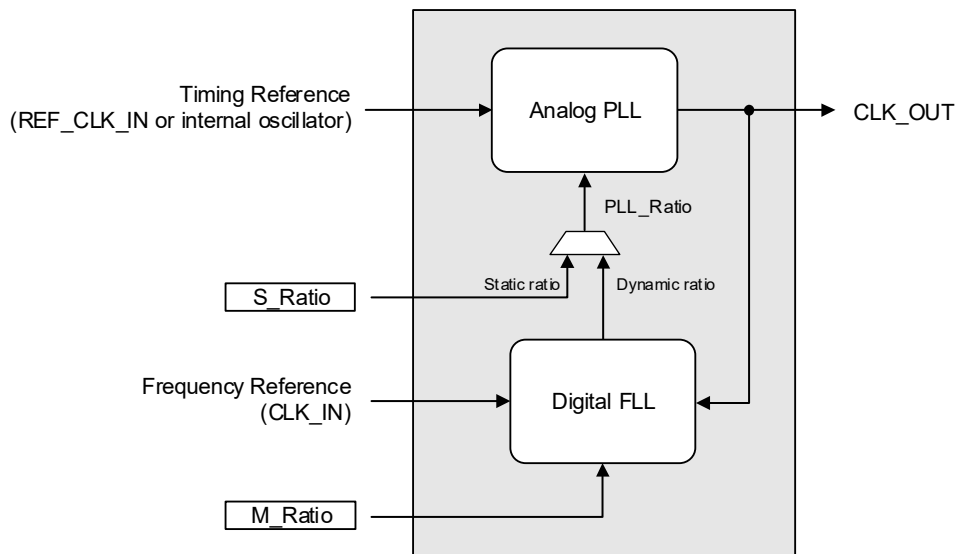 Timing Reference
(REF_CLK_IN or internal oscillator)
Analog PLL
CLK_OUT
PLL_Ratio
Static ratio
Dynamic ratio
S_Ratio
Frequency Reference
(CLK_IN)
Digital FLL
M_Ratio